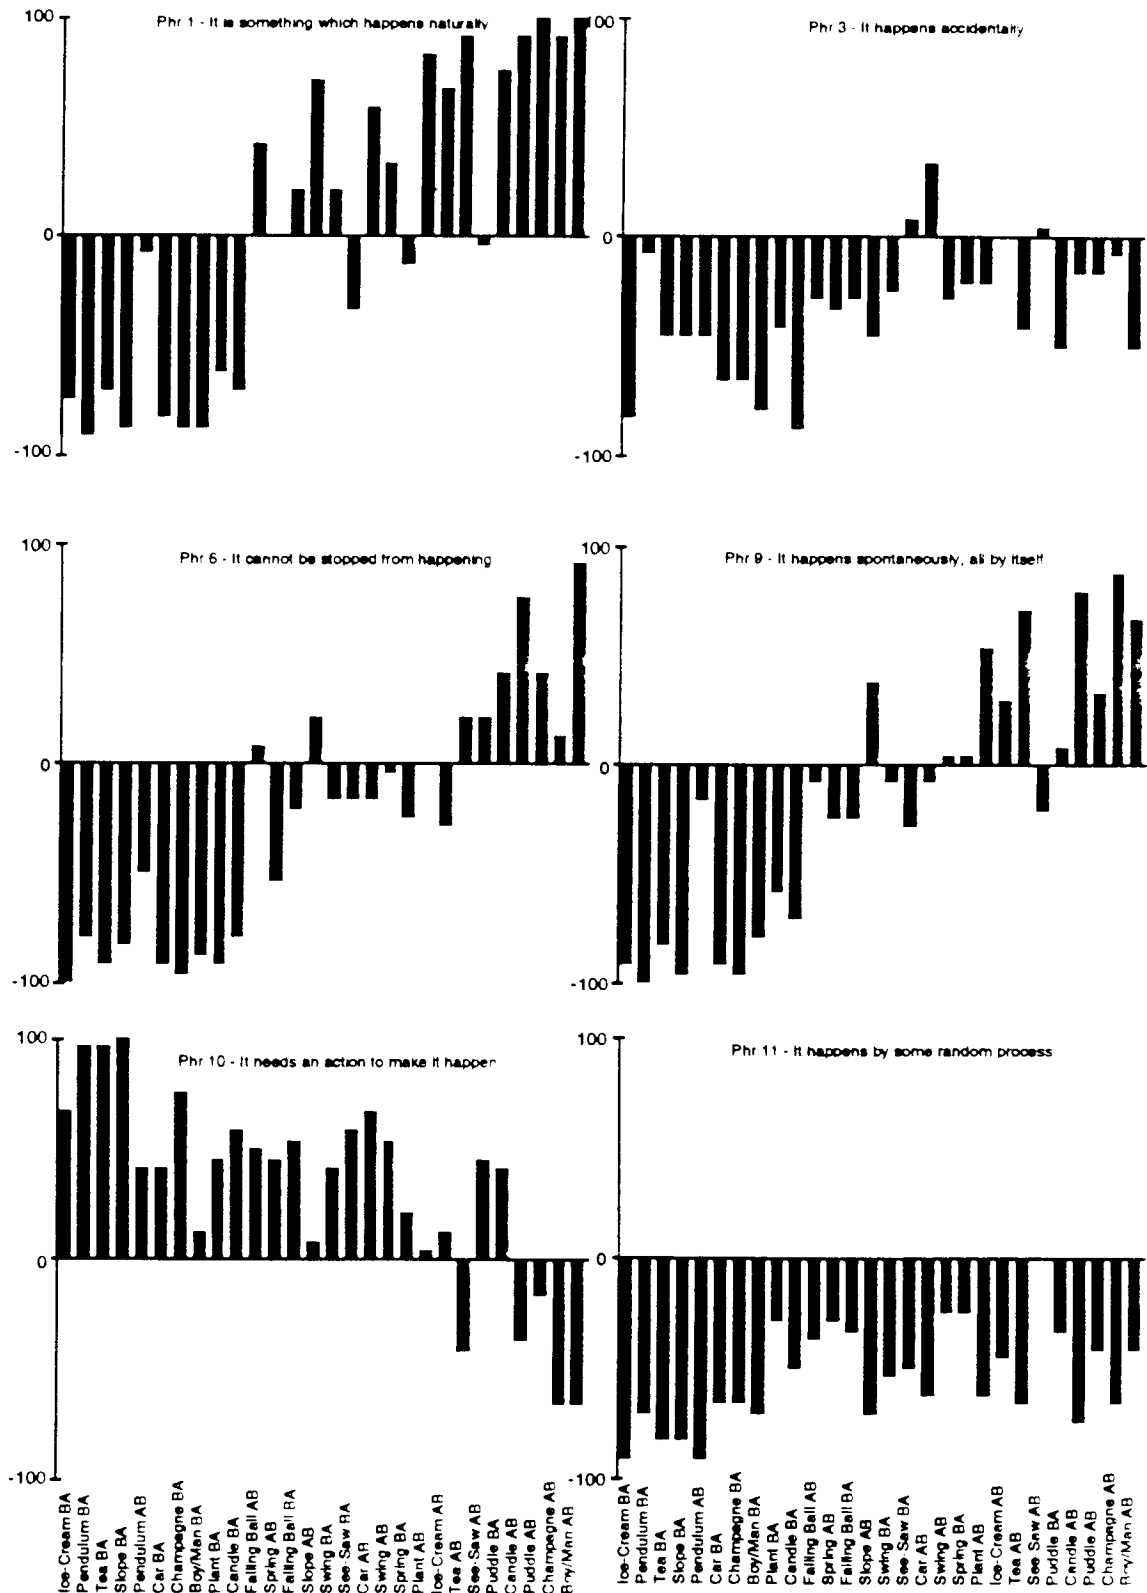 100
Phr 1 - It is something which happens naturally
0
-100
100
Phr 3 - It happens accidentally
0
-100
100
Phr 6 - It cannot be stopped from happening
0
-100
100
Phr 9 - It happens spontaneously, all by itself
0
-100
100
Phr 10 - It needs an action to make it happen
0
-100
100
Phr 11 - It happens by some random process
0
-100
Ice-Cream BA
Pendulum BA
Tea BA
Slope BA
Pendulum AB
Car BA
Champagne BA
Boy/Man BA
Plant BA
Candle BA
Falling Ball AB
Spring AB
Falling Ball BA
Slope AB
Swing BA
See-Saw BA
Car AB
Swing AB
Spring BA
Plant AB
Ice-Cream AB
Tea AB
See-Saw AB
Puddle BA
Candle AB
Puddle AB
Champagne AB
Boy/Man AB
Ice-Cream BA
Pendulum BA
Tea BA
Slope BA
Pendulum AB
Car BA
Champagne BA
Boy/Man BA
Plant BA
Candle BA
Falling Ball AB
Spring AB
Falling Ball BA
Slope AB
Swing BA
See-Saw BA
Car AB
Swing AB
Spring BA
Plant AB
Ice-Cream AB
Tea AB
See Saw AB
Puddle BA
Candle AB
Puddle AB
Champagne AB
Boy/Man AB